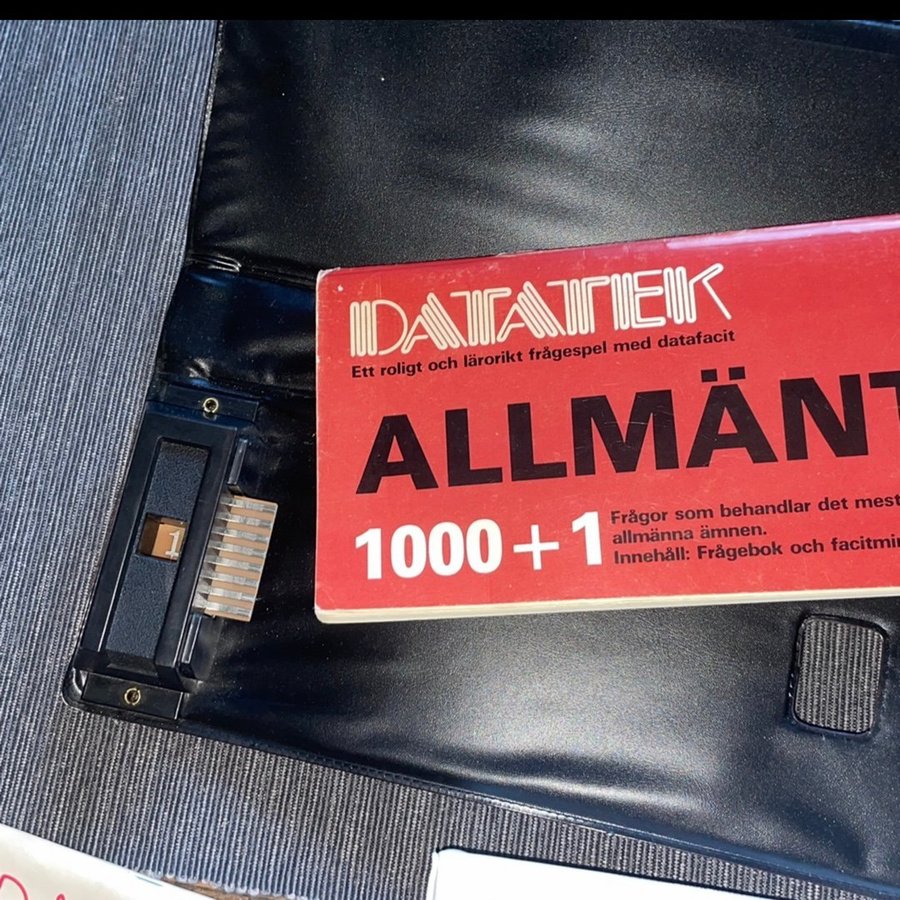 DATATEK
Ett roligt och lärorikt frågespel med datafacit
ALLMÄNT
1000 + 1
Frågor som behandlar det mest
allmänna ämnen.
Innehåll: Frågebok och
1